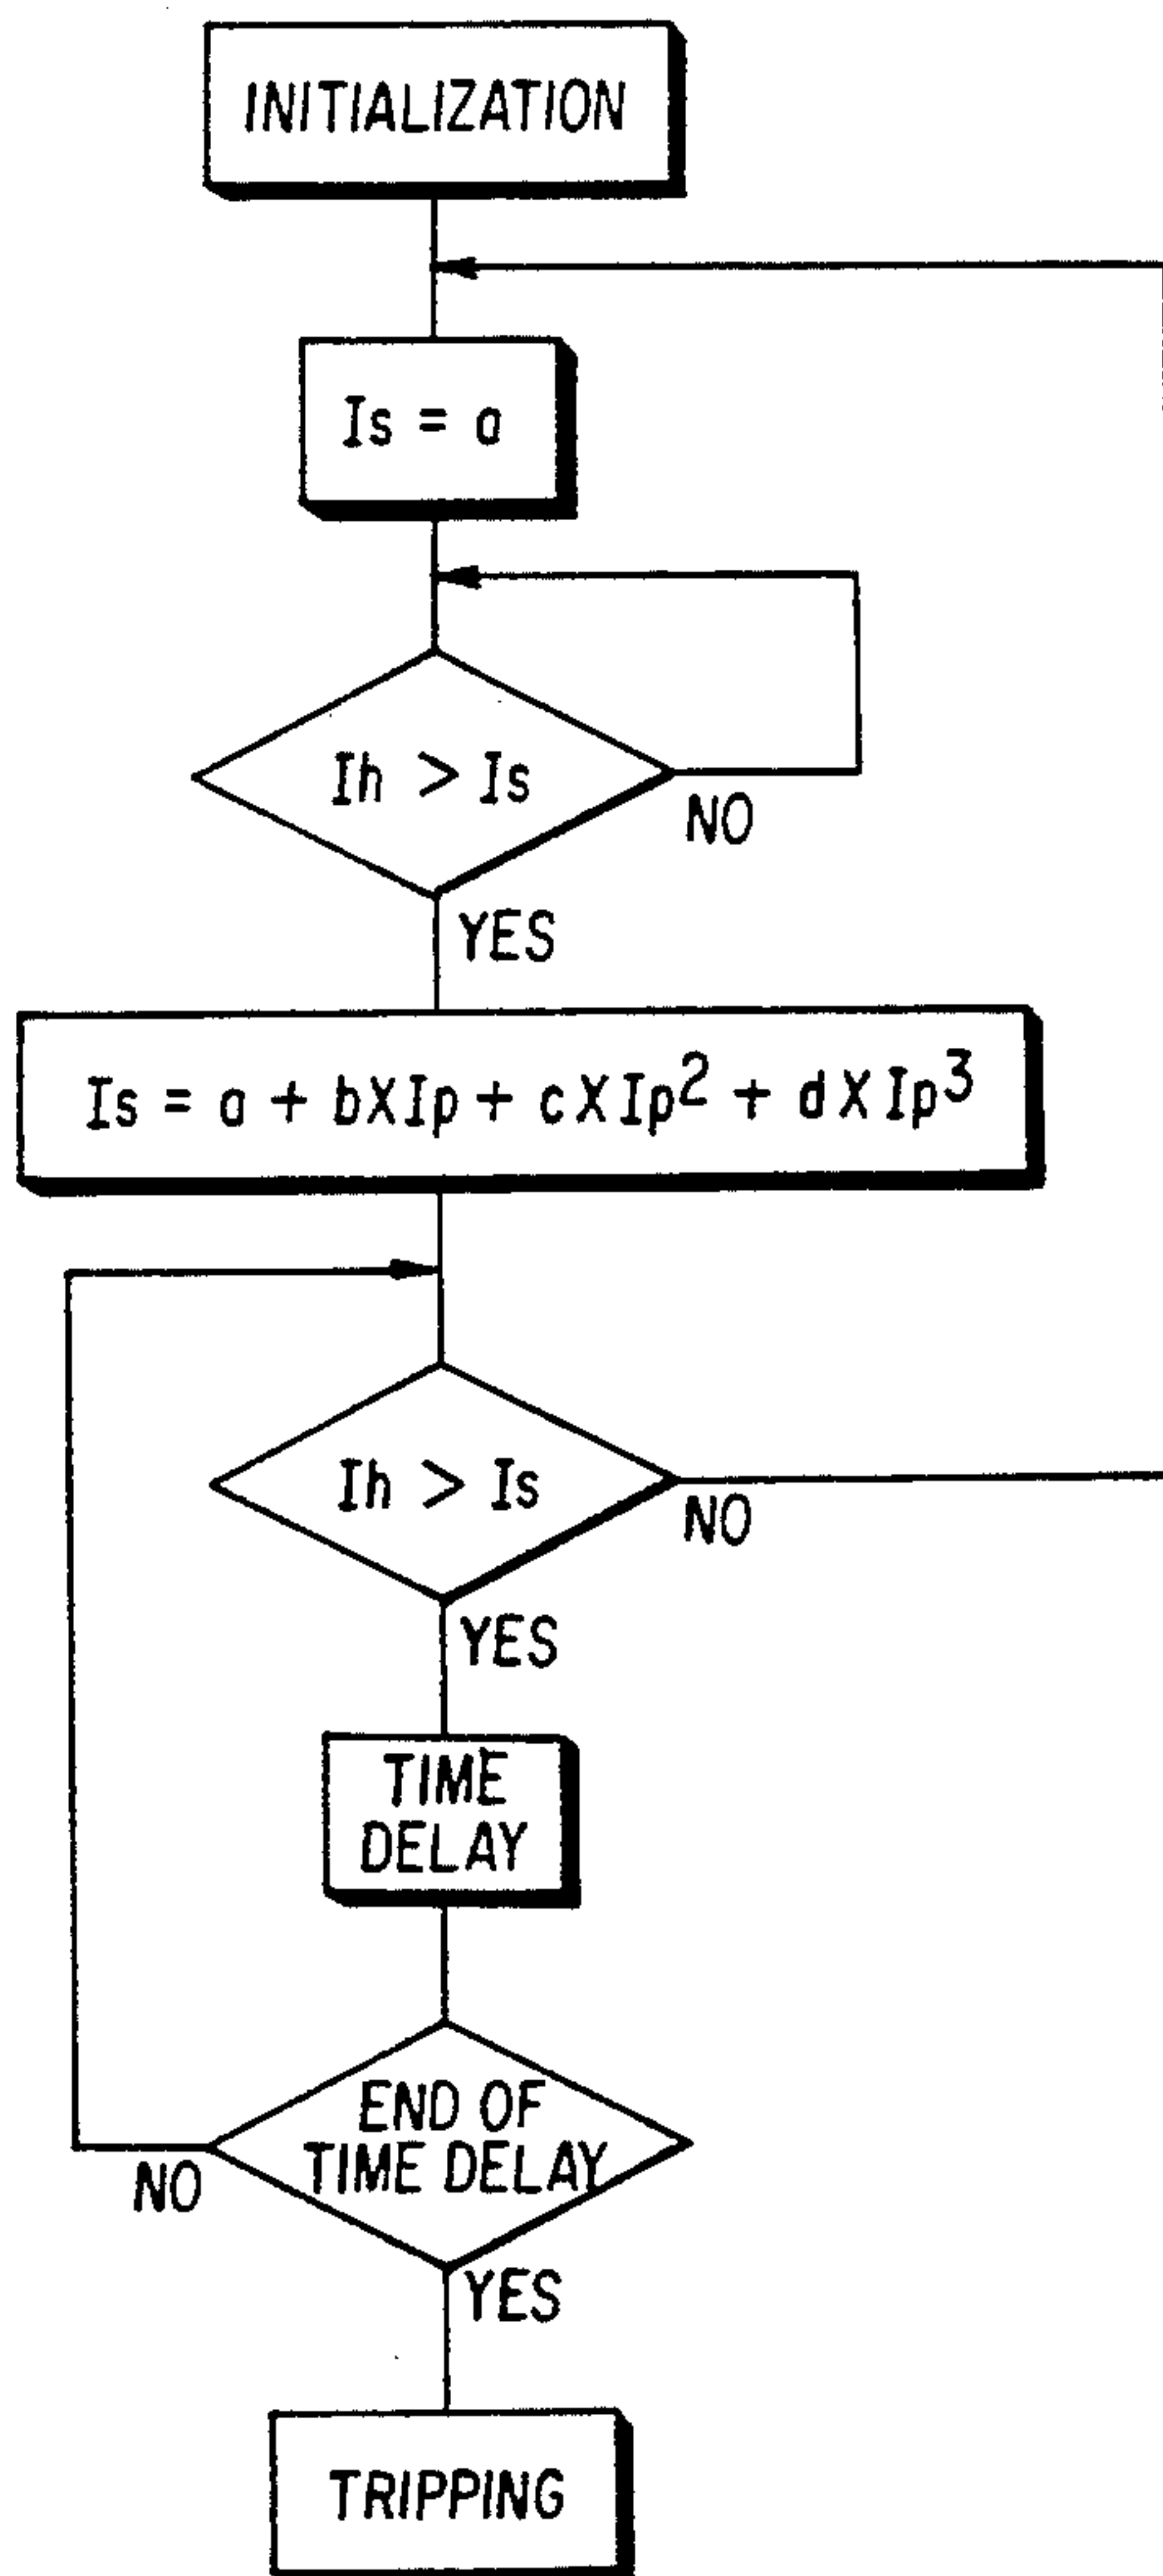 INITIALIZATION
Is = a
Ih > Is
NO
YES
Is = a + bXIp + cXIp² + dXIp³
Ih > Is
NO
YES
TIME
DELAY
END OF
TIME DELAY
NO
YES
TRIPPING